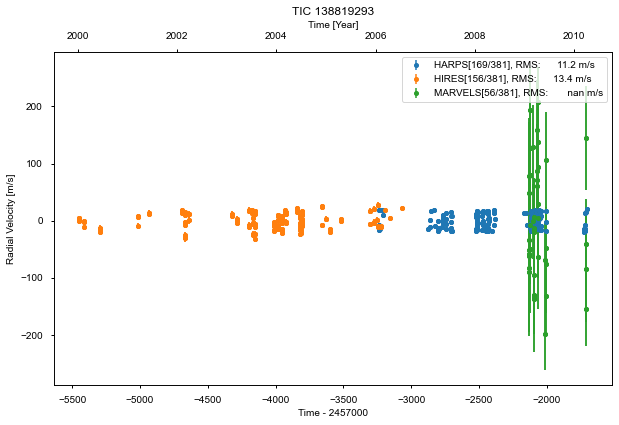 TIC 138819293
Time [Year]
2000 2002 2004 2006 2008 2010
HARPS[169/381], RMS: 11.2 m/s
HIRES[156/381], RMS: 13.4 m/s
MARVELS[56/381], RMS: nan m/s
Radial Velocity [m/s]
200
100
0
−100
−200
−5500 −5000 −4500 −4000 −3500 −3000 −2500 −2000
Time - 2457000